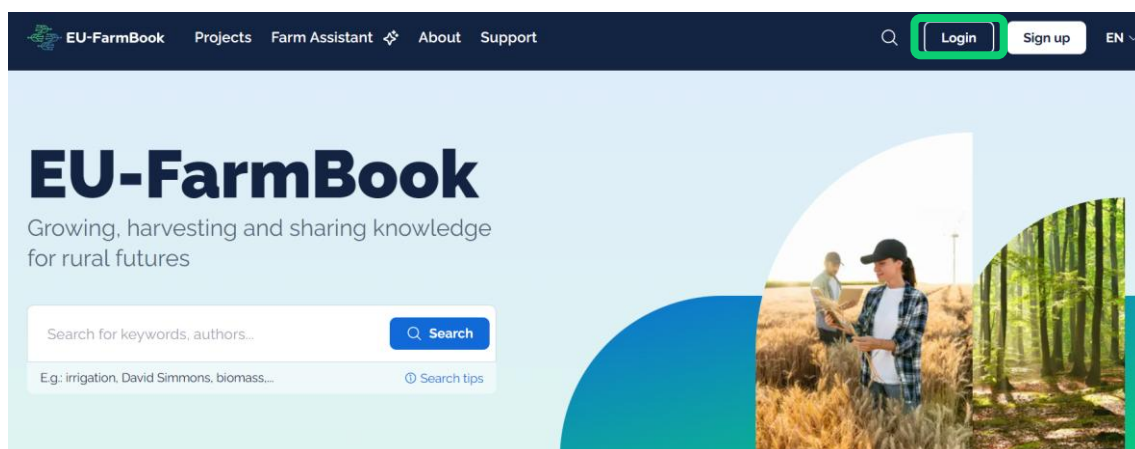 EU-FarmBook Projects Farm Assistant About Support Login Sign up EN
EU-FarmBook
Growing, harvesting and sharing knowledge
for rural futures
Search for keywords, authors... Search
E.g.: irrigation, David Simmons, biomass,... Search tips